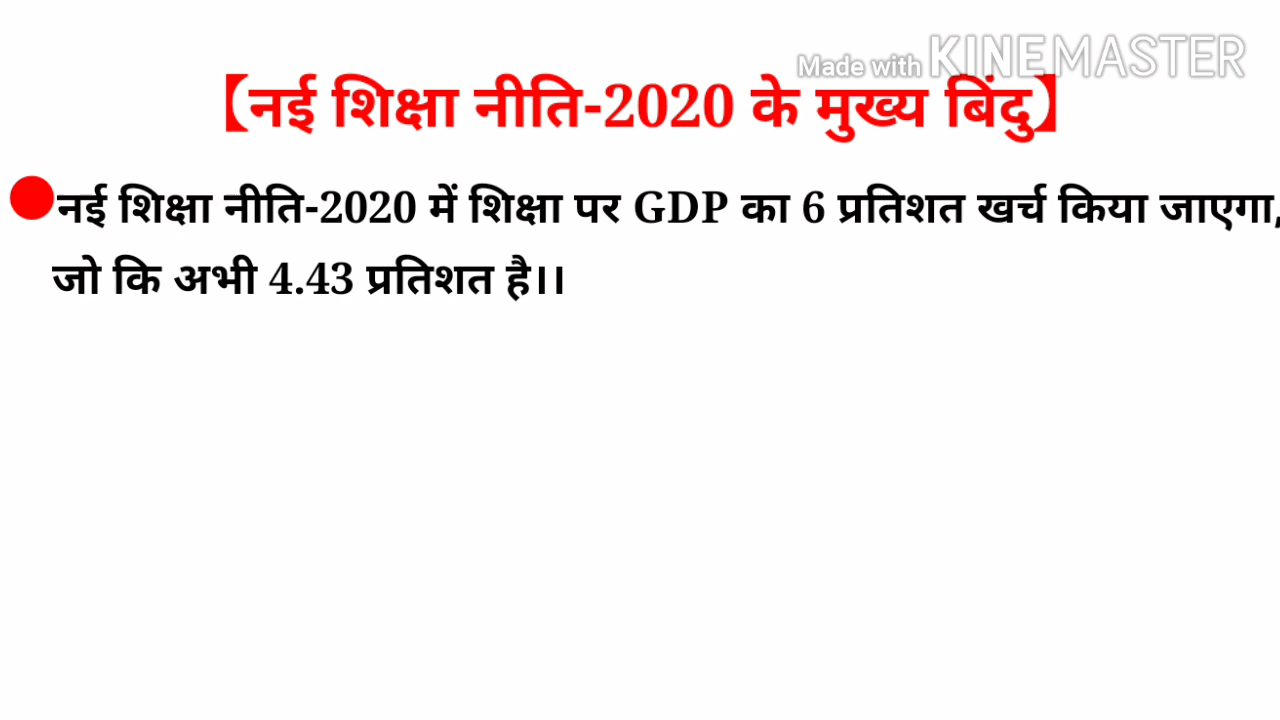 Made with KINEMASTER
【नई शिक्षा नीति-2020 के मुख्य बिंदु】
नई शिक्षा नीति-2020 में शिक्षा पर GDP का 6 प्रतिशत खर्च किया जाएगा,
जो कि अभी 4.43 प्रतिशत है।।